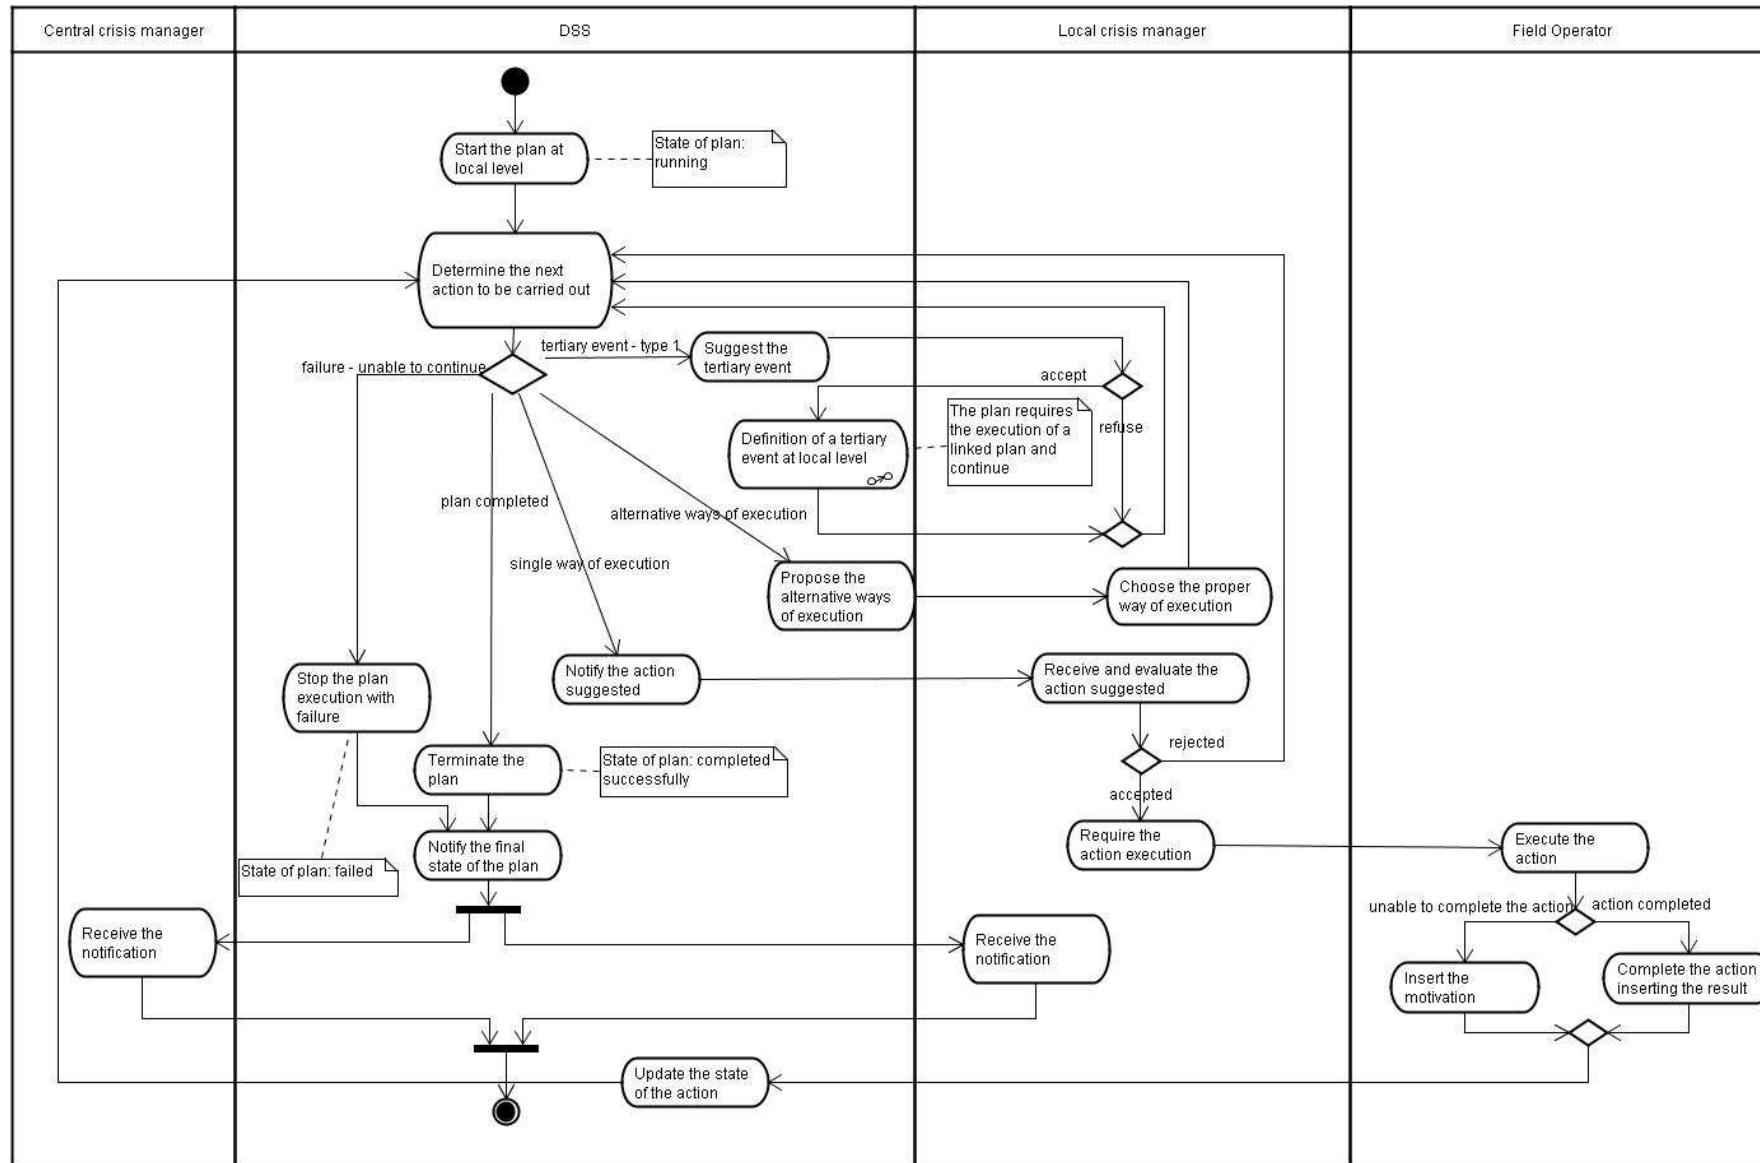 Central crisis manager
DSS
Local crisis manager
Field Operator
Start the plan at
local level
State of plan:
running
Determine the next
action to be carried out
tertiary event - type 1
Suggest the
tertiary event
failure - unable to continue
accept
The plan requires
the execution of a
linked plan and
continue
refuse
Definition of a tertiary
event at local level
plan completed
alternative ways of execution
single way of execution
Propose the
alternative ways
of execution
Choose the proper
way of execution
Stop the plan
execution with
failure
Notify the action
suggested
Receive and evaluate the
action suggested
rejected
Terminate the
plan
State of plan: completed
successfully
accepted
Notify the final
state of the plan
Require the
action execution
Execute the
action
State of plan: failed
unable to complete the action
action completed
Receive the
notification
Receive the
notification
Insert the
motivation
Complete the action
inserting the result
Update the state
of the action